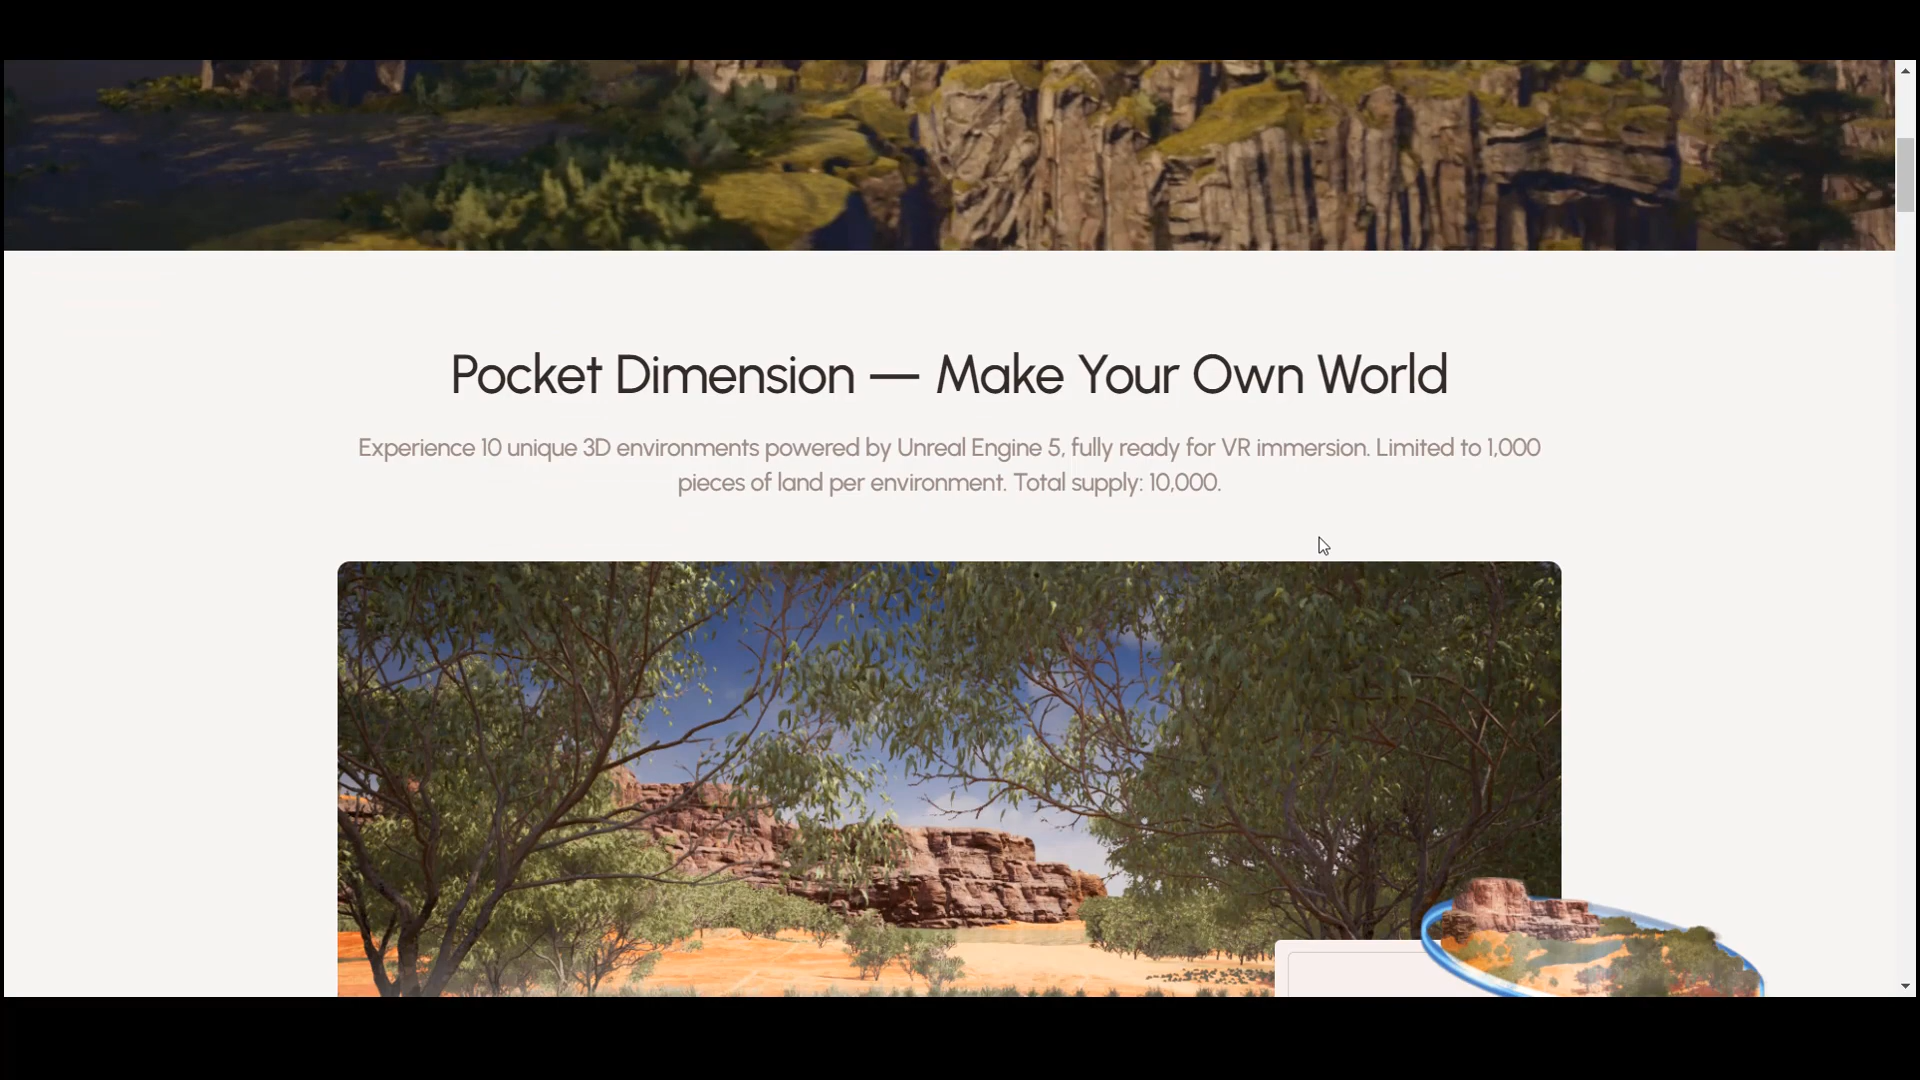 Pocket Dimension — Make Your Own World
Experience 10 unique 3D environments powered by Unreal Engine 5, fully ready for VR immersion. Limited to 1,000
pieces of land per environment. Total supply: 10,000.